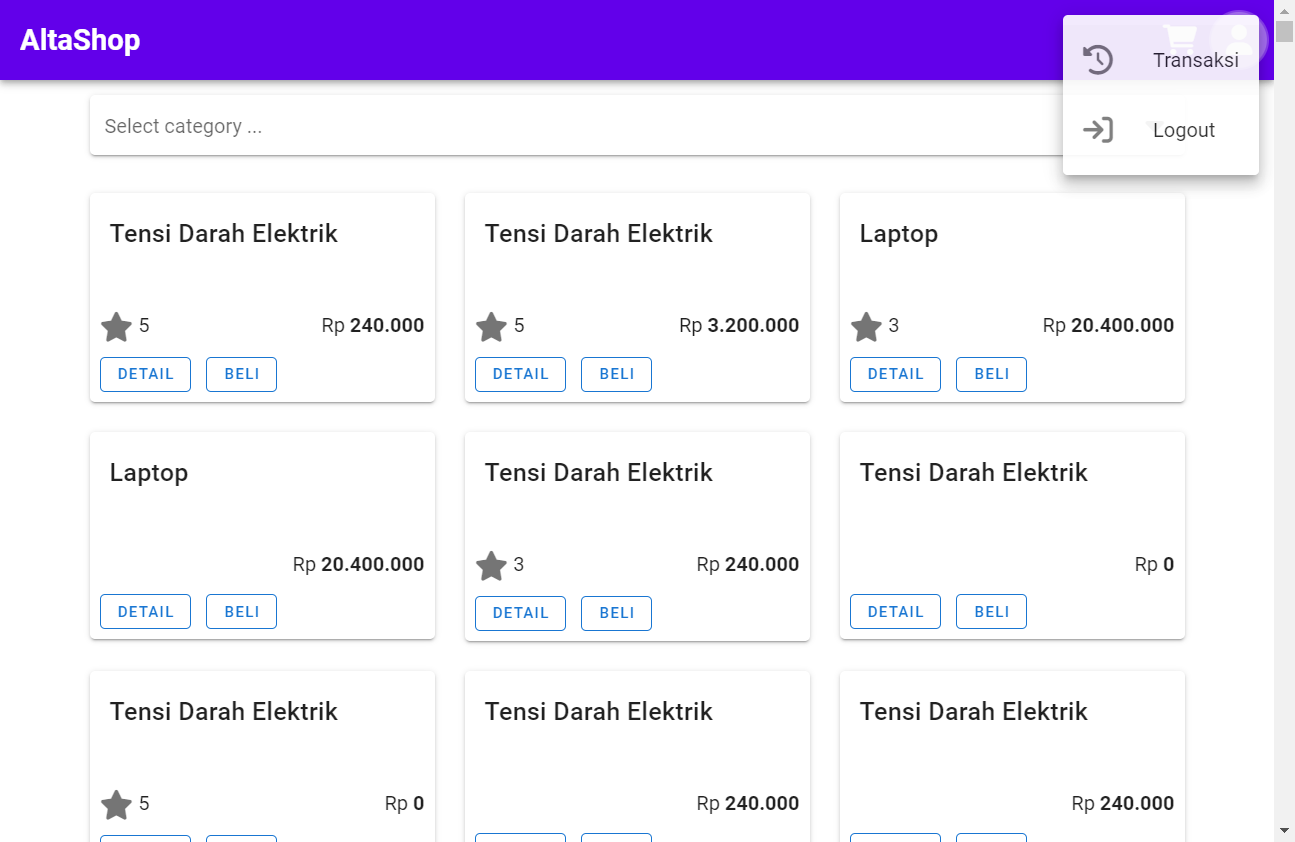 AltaShop
Transaksi
Logout
Select category ...
Tensi Darah Elektrik
5
Rp 240.000
DETAIL
BELI
Tensi Darah Elektrik
5
Rp 3.200.000
DETAIL
BELI
Laptop
3
Rp 20.400.000
DETAIL
BELI
Laptop
Rp 20.400.000
DETAIL
BELI
Tensi Darah Elektrik
3
Rp 240.000
DETAIL
BELI
Tensi Darah Elektrik
Rp 0
DETAIL
BELI
Tensi Darah Elektrik
5
Rp 0
Tensi Darah Elektrik
Rp 240.000
Tensi Darah Elektrik
Rp 240.000